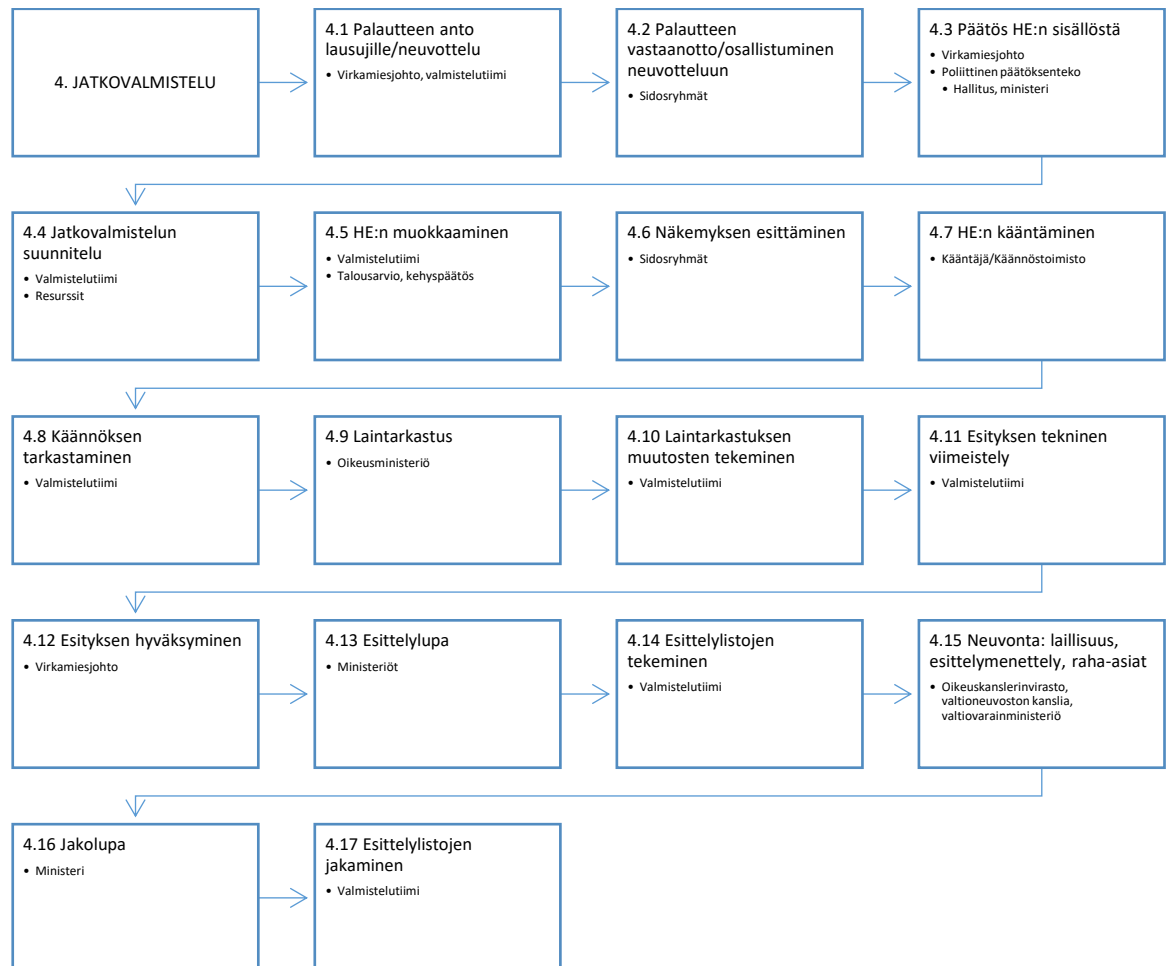 4. JATKOVALMISTELU
4.1 Palautteen anto
lausujille/neuvottelu
• Virkamiesjohto, valmistelutiimi
4.2 Palautteen
vastaanotto/osallistuminen
neuvotteluun
• Sidosryhmät
4.3 Päätös HE:n sisällöstä
• Virkamiesjohto
• Poliittinen päätöksenteko
• Hallitus, ministeri
4.4 Jatkovalmistelun
suunnitelu
• Valmistelutiimi
• Resurssit
4.5 HE:n muokkaaminen
• Valmistelutiimi
• Talousarvio, kehyspäätös
4.6 Näkemyksen esittäminen
• Sidosryhmät
4.7 HE:n kääntäminen
• Kääntäjä/Käännöstoimisto
4.8 Käännöksen
tarkastaminen
• Valmistelutiimi
4.9 Laintarkastus
• Oikeusministeriö
4.10 Laintarkastuksen
muutosten tekeminen
• Valmistelutiimi
4.11 Esityksen tekninen
viimeistely
• Valmistelutiimi
4.12 Esityksen hyväksyminen
• Virkamiesjohto
4.13 Esittelylupa
• Ministeriöt
4.14 Esittelylistojen
tekeminen
• Valmistelutiimi
4.15 Neuvonta: laillisuus,
esittelymenettely, raha-asiat
• Oikeuskanslerinvirasto,
valtioneuvoston kanslia,
valtiovarainministeriö
4.16 Jakolupa
• Ministeri
4.17 Esittelylistojen
jakaminen
• Valmistelutiimi